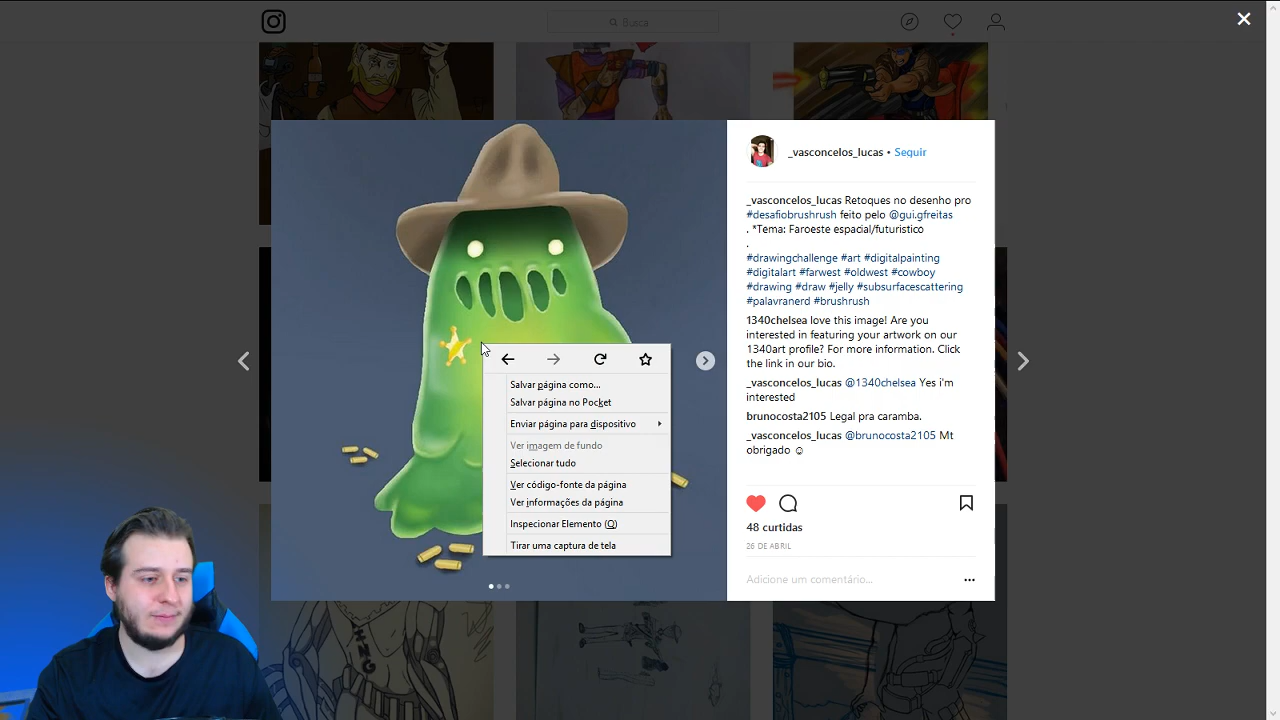 Busca
_vasconcelos_lucas • Seguir
_vasconcelos_lucas Retoques no desenho pro
#desafiobrushrush feito pelo @gui.gfreitas
. *Tema: Faroeste espacial/futuristico
.
#drawingchallenge #art #digitalpainting
#digitalart #farwest #oldwest #cowboy
#drawing #draw #jelly #subsurfacescattering
#palavranerd #brushrush
1340chelsea love this image! Are you
interested in featuring your artwork on our
1340art profile? For more information. Click
the link in our bio.
_vasconcelos_lucas @1340chelsea Yes i'm
interested
brunocosta2105 Legal pra caramba.
_vasconcelos_lucas @brunocosta2105 Mt
obrigado ☺
48 curtidas
26 DE ABRIL
Adicione um comentário...
Salvar página como...
Salvar página no Pocket
Enviar página para dispositivo
Ver imagem de fundo
Selecionar tudo
Ver código-fonte da página
Ver informações da página
Inspecionar Elemento (Q)
Tirar uma captura de tela
ING